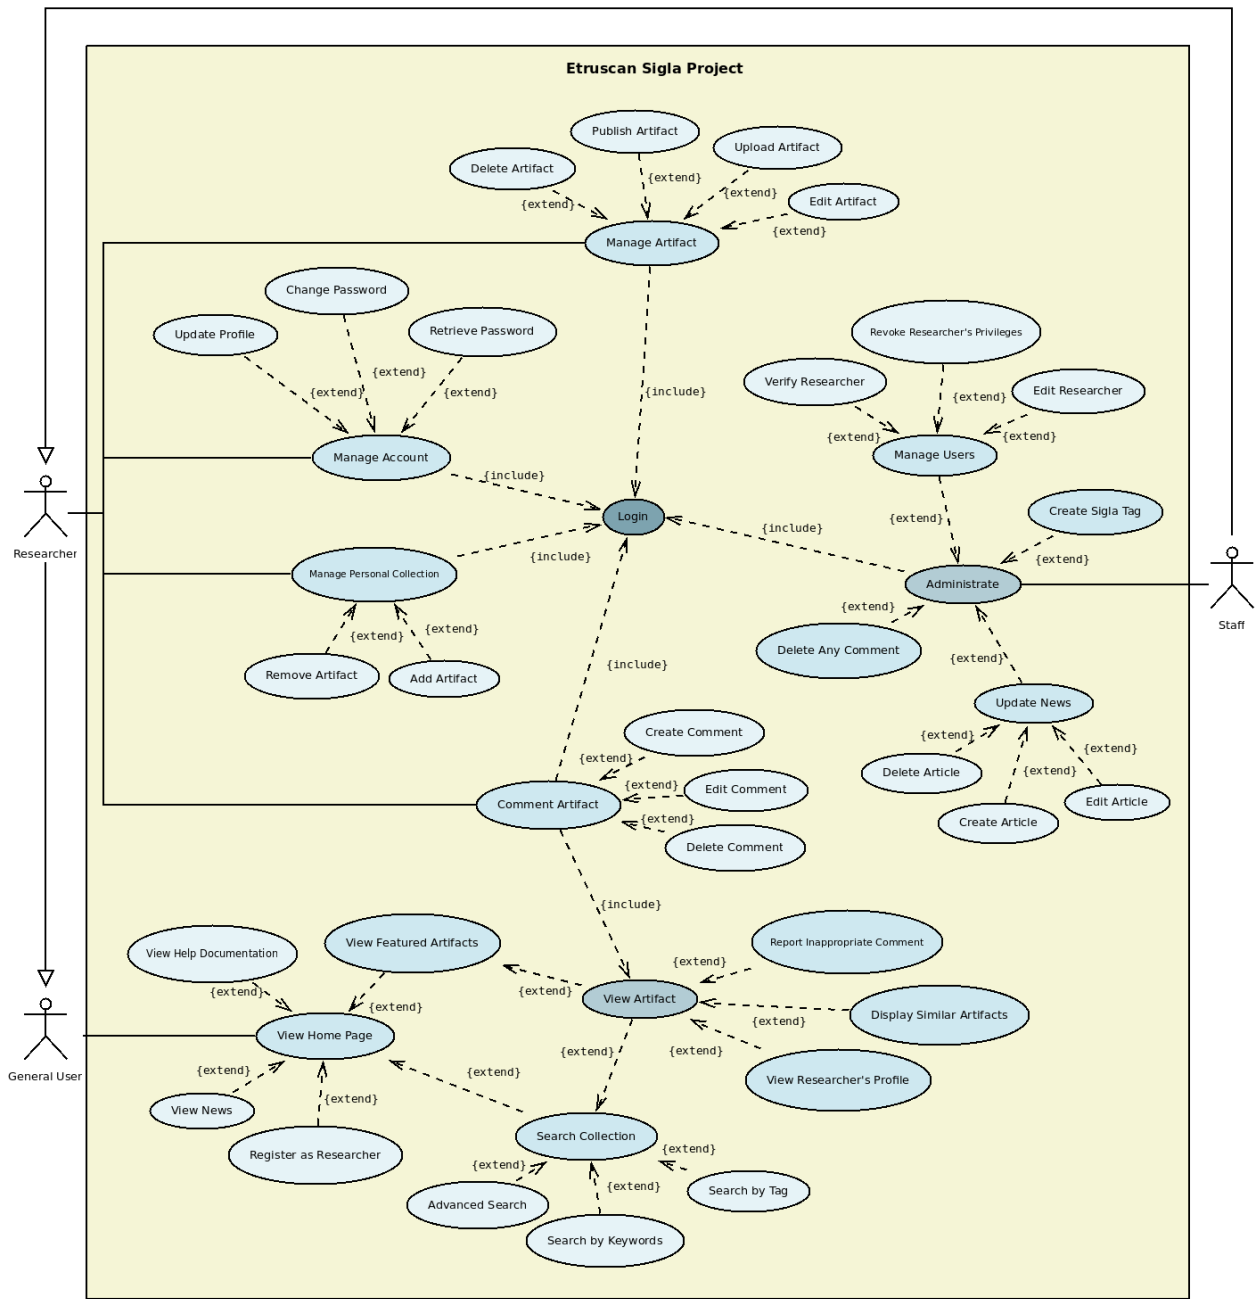 Etruscan Sigla Project
Publish Artifact
Upload Artifact
Delete Artifact
{extend}
{extend}
Edit Artifact
{extend}
{extend}
Manage Artifact
Change Password
Update Profile
Retrieve Password
{extend}
{extend}
{extend}
{include}
Revoke Researcher's Privileges
Verify Researcher
Edit Researcher
{extend}
{extend}
{extend}
Manage Account
Manage Users
{include}
Login
{include}
{extend}
Create Sigla Tag
Researcher
{include}
{extend}
Manage Personal Collection
Administrate
{extend}
Staff
{extend}
{extend}
Delete Any Comment
{extend}
Remove Artifact
Add Artifact
{include}
Update News
Create Comment
{extend}
{extend}
{extend}
{extend}
Delete Article
Edit Comment
{extend}
Comment Artifact
Edit Article
{extend}
Create Article
Delete Comment
{include}
View Featured Artifacts
View Help Documentation
Report Inappropriate Comment
{extend}
{extend}
{extend}
{extend}
View Artifact
Display Similar Artifacts
{extend}
View Home Page
{extend}
{extend}
General User
{extend}
{extend}
View Researcher's Profile
{extend}
View News
Register as Researcher
Search Collection
{extend}
{extend}
{extend}
Search by Tag
Advanced Search
Search by Keywords